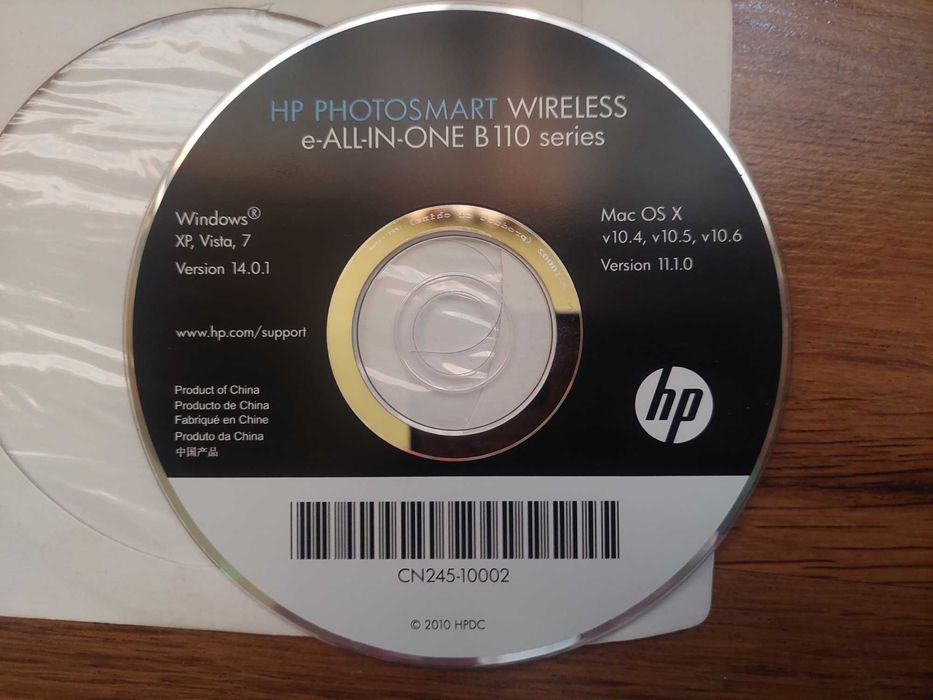 HP PHOTOSMART WIRELESS
e-ALL-IN-ONE B110 series
Windows®
XP, Vista, 7
Version 14.0.1
Mac OS X
v10.4, v10.5, v10.6
Version 11.1.0
www.hp.com/support
Product of China
Producto de China
Fabriqué en Chine
Produto da China
中国产品
hp
CN245-10002
© 2010 HPDC